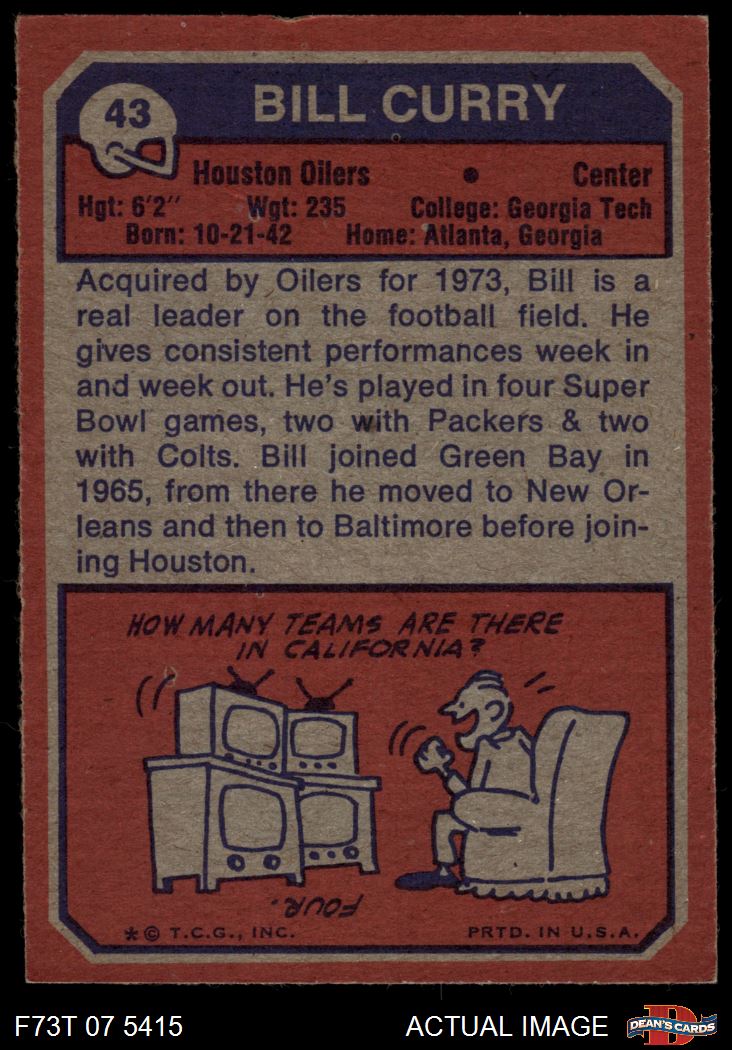 43
BILL CURRY
Houston Oilers • Center
Hgt: 6'2" Wgt: 235 College: Georgia Tech
Born: 10-21-42 Home: Atlanta, Georgia
Acquired by Oilers for 1973, Bill is a
real leader on the football field. He
gives consistent performances week in
and week out. He's played in four Super
Bowl games, two with Packers & two
with Colts. Bill joined Green Bay in
1965, from there he moved to New Or-
leans and then to Baltimore before join-
ing Houston.
HOW MANY TEAMS ARE THERE
IN CALIFORNIA?
FOUR.
*© T.C.G., INC. PRTD. IN U.S.A.
F73T 07 5415 ACTUAL IMAGE
D
DEAN'S CARDS